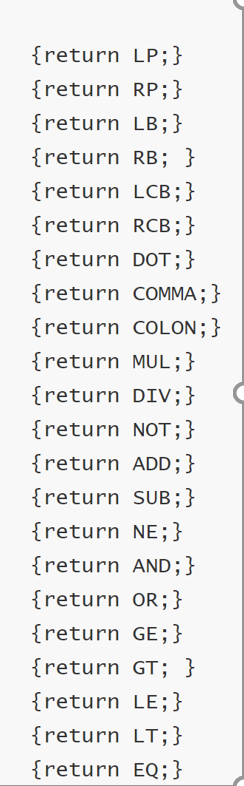 {return LP;}
{return RP;}
{return LB;}
{return RB; }
{return LCB;}
{return RCB;}
{return DOT;}
{return COMMA;}
{return COLON;}
{return MUL;}
{return DIV;}
{return NOT;}
{return ADD;}
{return SUB;}
{return NE;}
{return AND;}
{return OR;}
{return GE;}
{return GT; }
{return LE;}
{return LT;}
{return EQ;}